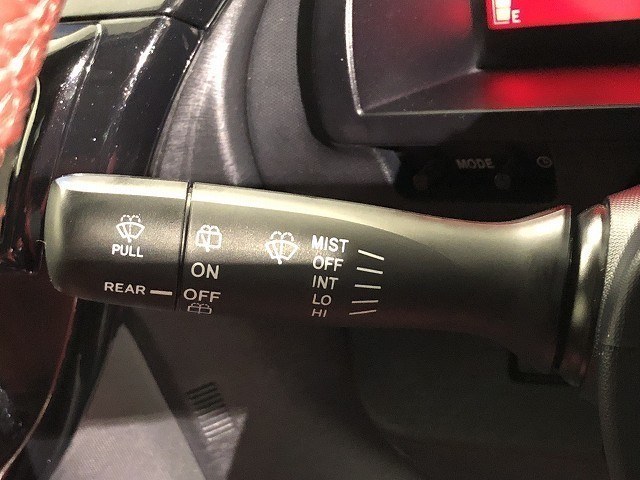 E
MODE
PULL
REAR
ON
OFF
MIST
OFF
INT
LO
HI